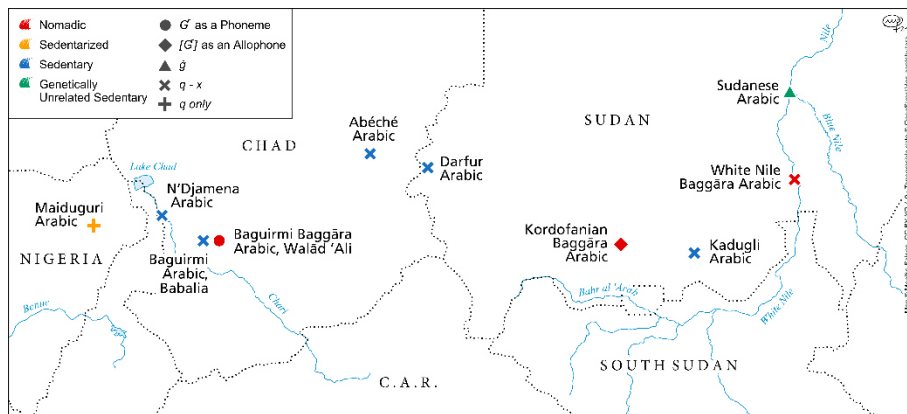 Nomadic
Sedentarized
Sedentary
Genetically
Unrelated Sedentary
G as a Phoneme
[G] as an Allophone
ġ
q - x
q only
Nile
Sudanese
Arabic
Blue Nile
SUDAN
Abéché
Arabic
CHAD
Darfur
Arabic
Lake Chad
White Nile
Baggāra Arabic
N'Djamena
Arabic
Maiduguri
Arabic
Baguirmi Baggāra
Arabic, Walād ʿAli
Kordofanian
Baggāra
Arabic
Kadugli
Arabic
NIGERIA
Baguirmi
Arabic,
Babalia
Bahr al ʿArab
White Nile
Benue
Chari
SOUTH SUDAN
C.A.R.